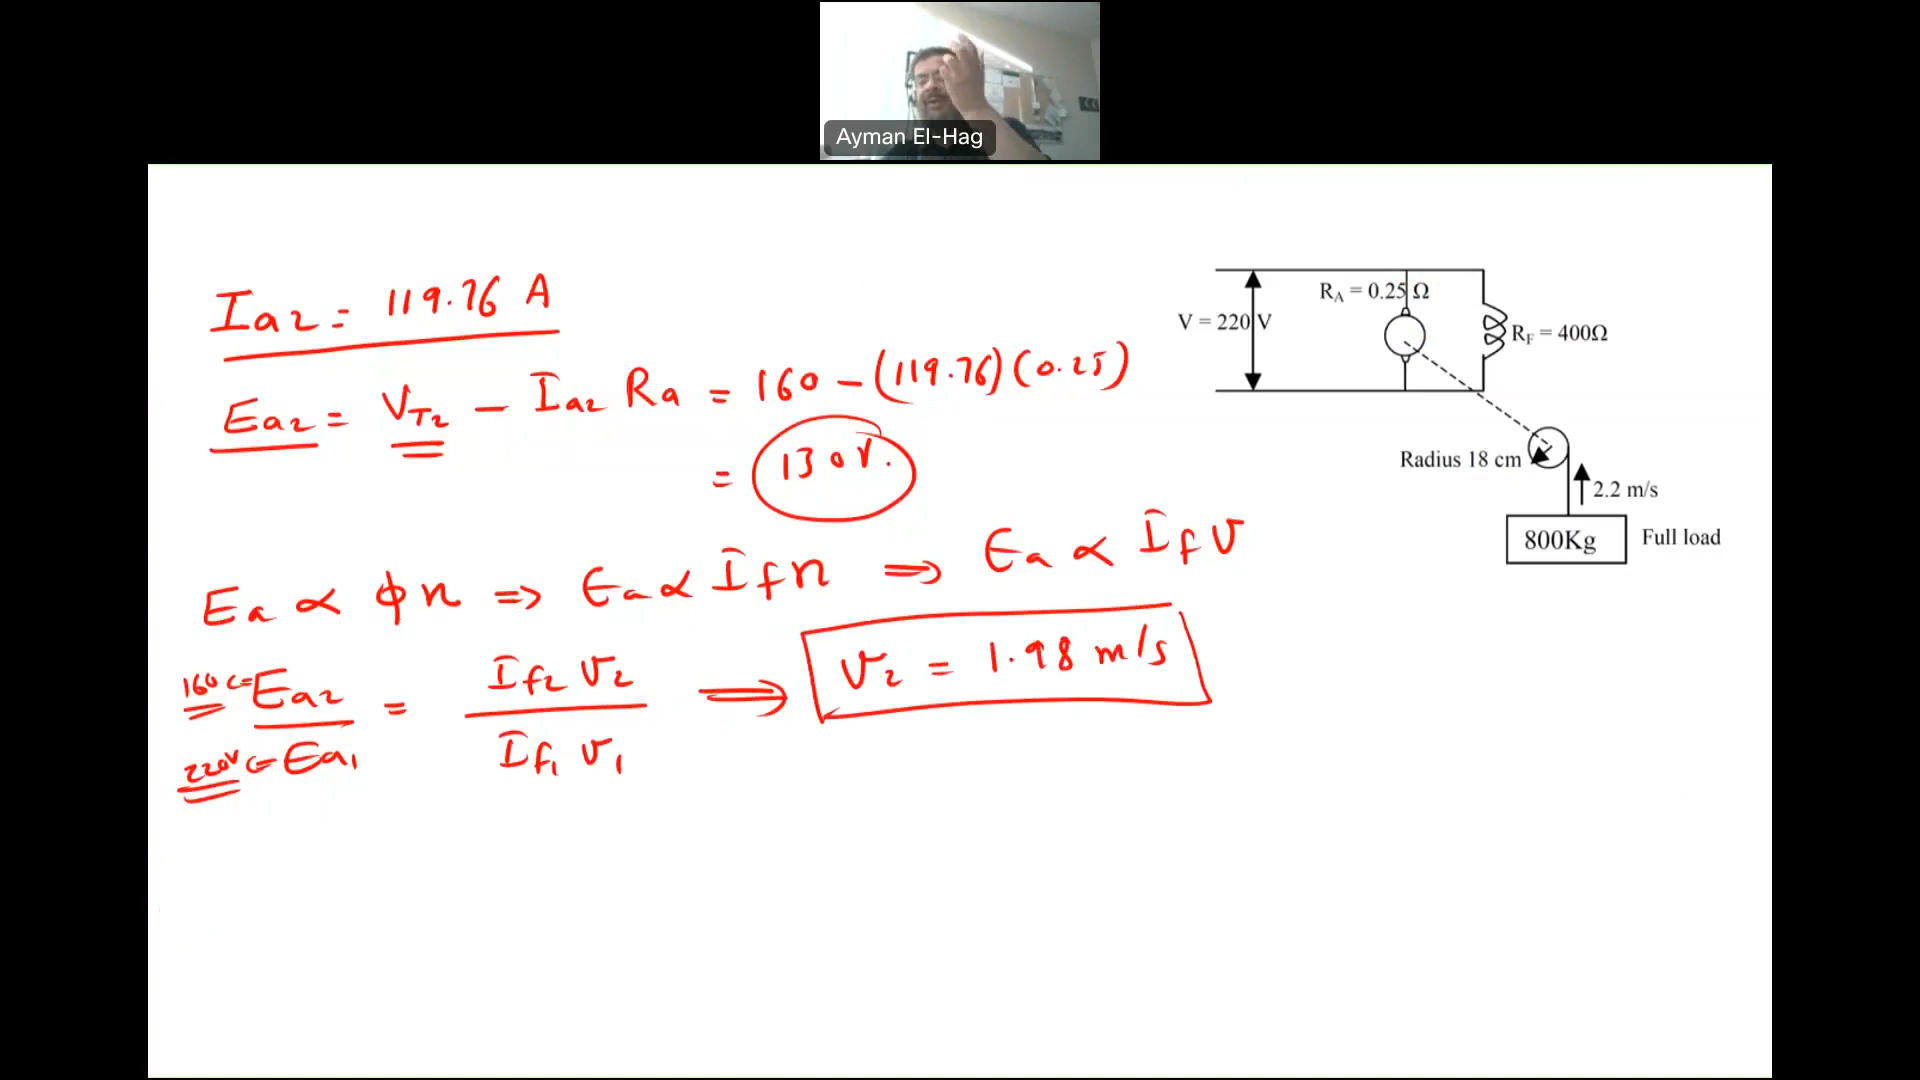 Ayman El-Hag
Ia2 = 119.76 A
Ea2 = VT2 − Ia2 Ra = 160 − (119.76)(0.25)
= 130V.
Ea ∝ φn ⇒ Ea ∝ If n ⇒ Ea ∝ If v
160 ⇐ Ea2 = If2 v2 ⇒ v2 = 1.98 m/s
220V ⇐ Ea1 If1 v1
RA = 0.25 Ω
V = 220 V
RF = 400Ω
Radius 18 cm
2.2 m/s
800Kg Full load